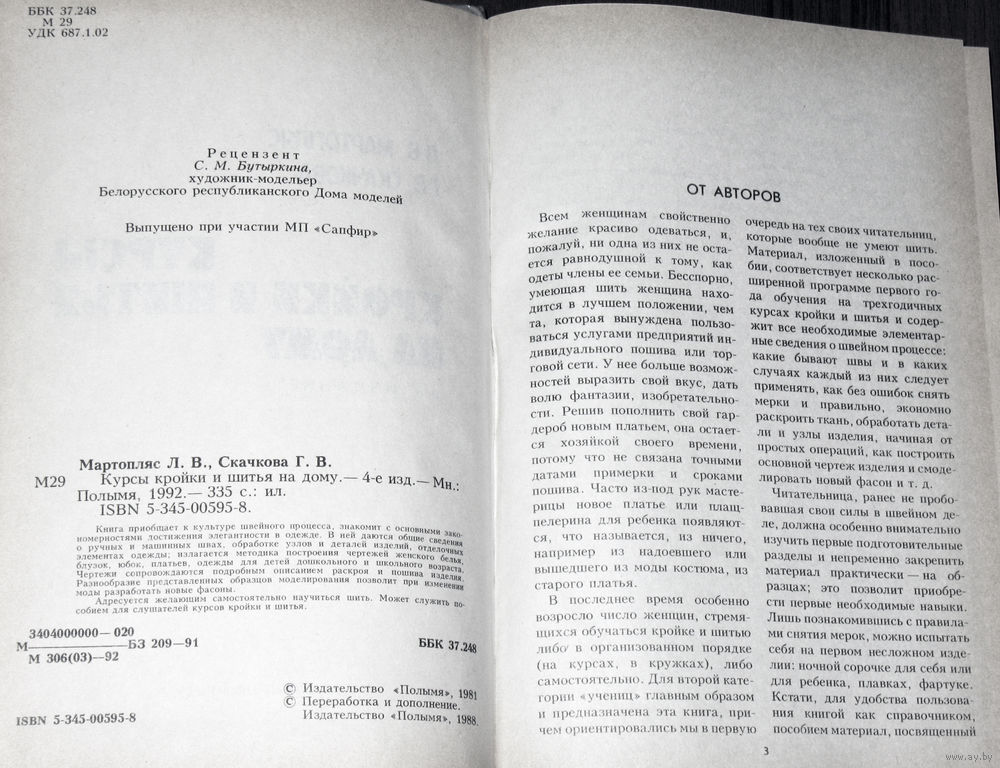 ББК 37.248
М 29
УДК 687.1.02
Рецензент
С. М. Бутыркина,
художник-модельер
Белорусского республиканского Дома моделей
Выпущено при участии МП «Сапфир»
Мартопляс Л. В., Скачкова Г. В.
М29 Курсы кройки и шитья на дому.— 4-е изд.— Мн.:
Полымя, 1992.— 335 с.: ил.
ISBN 5-345-00595-8.
Книга приобщает к культуре швейного процесса, знакомит с основными зако-
номерностями достижения элегантности в одежде. В ней даются общие сведения
о ручных и машинных швах, обработке узлов и деталей изделий, отделочных
элементах одежды; излагается методика построения чертежей женского белья,
блузок, юбок, платьев, одежды для детей дошкольного и школьного возраста.
Чертежи сопровождаются подробным описанием раскроя и пошива изделия.
Разнообразие представленных образцов моделирования позволит при изменении
моды разработать новые фасоны.
Адресуется желающим самостоятельно научиться шить. Может служить по-
собием для слушателей курсов кройки и шитья.
3404000000—020
М————БЗ 209—91
М 306(03)—92
ББК 37.248
© Издательство «Полымя», 1981
© Переработка и дополнение.
Издательство «Полымя», 1988.
ISBN 5-345-00595-8
ОТ АВТОРОВ
Всем женщинам свойственно
желание красиво одеваться, и,
пожалуй, ни одна из них не оста-
ется равнодушной к тому, как
одеты члены ее семьи. Бесспорно,
умеющая шить женщина нахо-
дится в лучшем положении, чем
та, которая вынуждена пользо-
ваться услугами предприятий ин-
дивидуального пошива или тор-
говой сети. У нее больше возмож-
ностей выразить свой вкус, дать
волю фантазии, изобретательно-
сти. Решив пополнить свой гар-
дероб новым платьем, она остает-
ся хозяйкой своего времени,
потому что не связана точными
датами примерки и сроками
пошива. Часто из-под рук масте-
рицы новое платье или плащ-
пелерина для ребенка появляют-
ся, что называется, из ничего,
например из надоевшего или
вышедшего из моды костюма, из
старого платья.
В последнее время особенно
возросло число женщин, стремя-
щихся обучаться кройке и шитью
либо в организованном порядке
(на курсах, в кружках), либо
самостоятельно. Для второй кате-
гории «учениц» главным образом
и предназначена эта книга, при-
чем ориентировались мы в первую
очередь на тех своих читательниц,
которые вообще не умеют шить.
Материал, изложенный в посо-
бии, соответствует несколько рас-
ширенной программе первого го-
да обучения на трехгодичных
курсах кройки и шитья и содер-
жит все необходимые элементар-
ные сведения о швейном процессе:
какие бывают швы и в каких
случаях каждый из них следует
применять, как без ошибок снять
мерки и правильно, экономно
раскроить ткань, обработать дета-
ли и узлы изделия, начиная от
простых операций, как построить
основной чертеж изделия и смоде-
лировать новый фасон и т. д.
Читательница, ранее не пробо-
вавшая свои силы в швейном де-
ле, должна особенно внимательно
изучить первые подготовительные
разделы и непременно закрепить
материал практически — на об-
разцах; это позволит приобре-
сти первые необходимые навыки.
Лишь познакомившись с правила-
ми снятия мерок, можно испытать
себя на первом несложном изде-
лии: ночной сорочке для себя или
для ребенка, плавках, фартуке.
Кстати, для удобства пользова-
ния книгой как справочником,
пособием материал, посвященный
3
www.ay.by